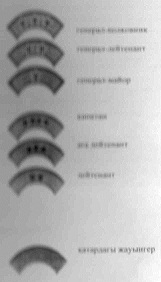 генерал-полковник
генерал-лейтенант
генерал-майор
капитан
аға лейтенант
лейтенант
қатардағы жауынгер